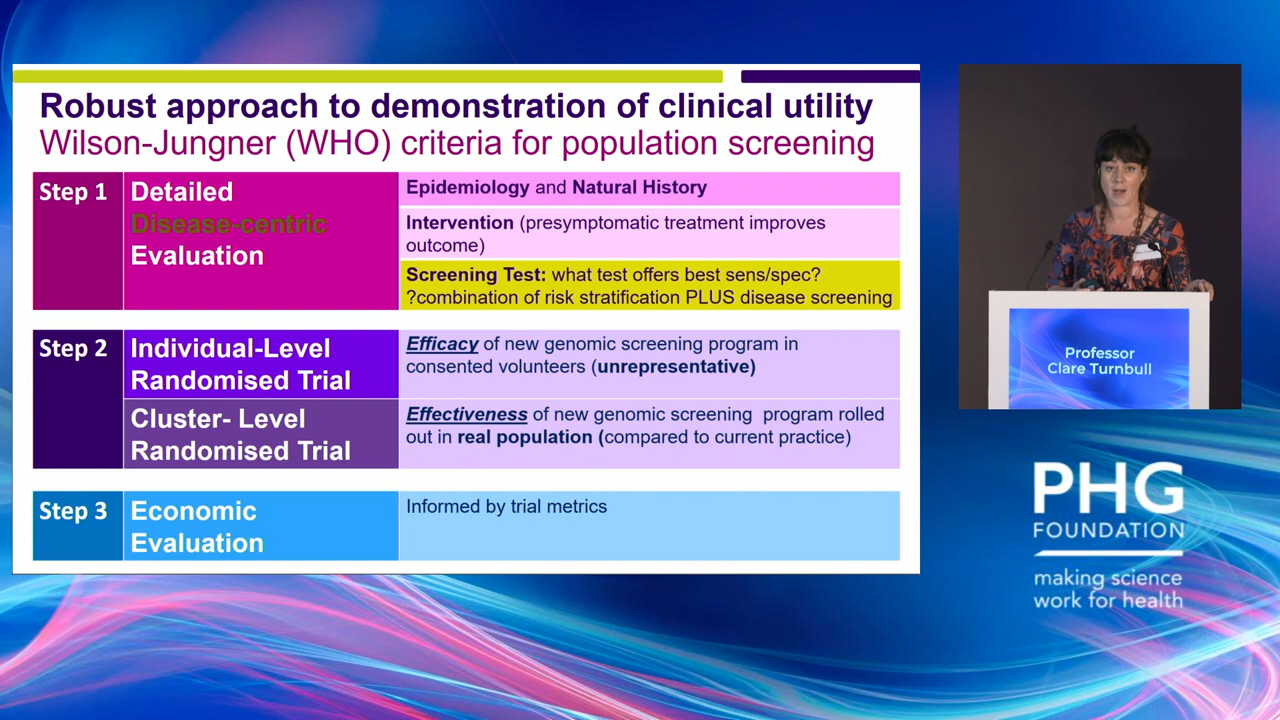 Robust approach to demonstration of clinical utility
Wilson-Jungner (WHO) criteria for population screening
Step 1
Detailed
Disease-centric
Evaluation
Epidemiology and Natural History
Intervention (presymptomatic treatment improves
outcome)
Screening Test: what test offers best sens/spec?
?combination of risk stratification PLUS disease screening
Step 2
Individual-Level
Randomised Trial
Efficacy of new genomic screening program in
consented volunteers (unrepresentative)
Cluster- Level
Randomised Trial
Effectiveness of new genomic screening  program rolled
out in real population (compared to current practice)
Step 3
Economic
Evaluation
Informed by trial metrics
Professor
Clare Turnbull
PHG
FOUNDATION
making science
work for health